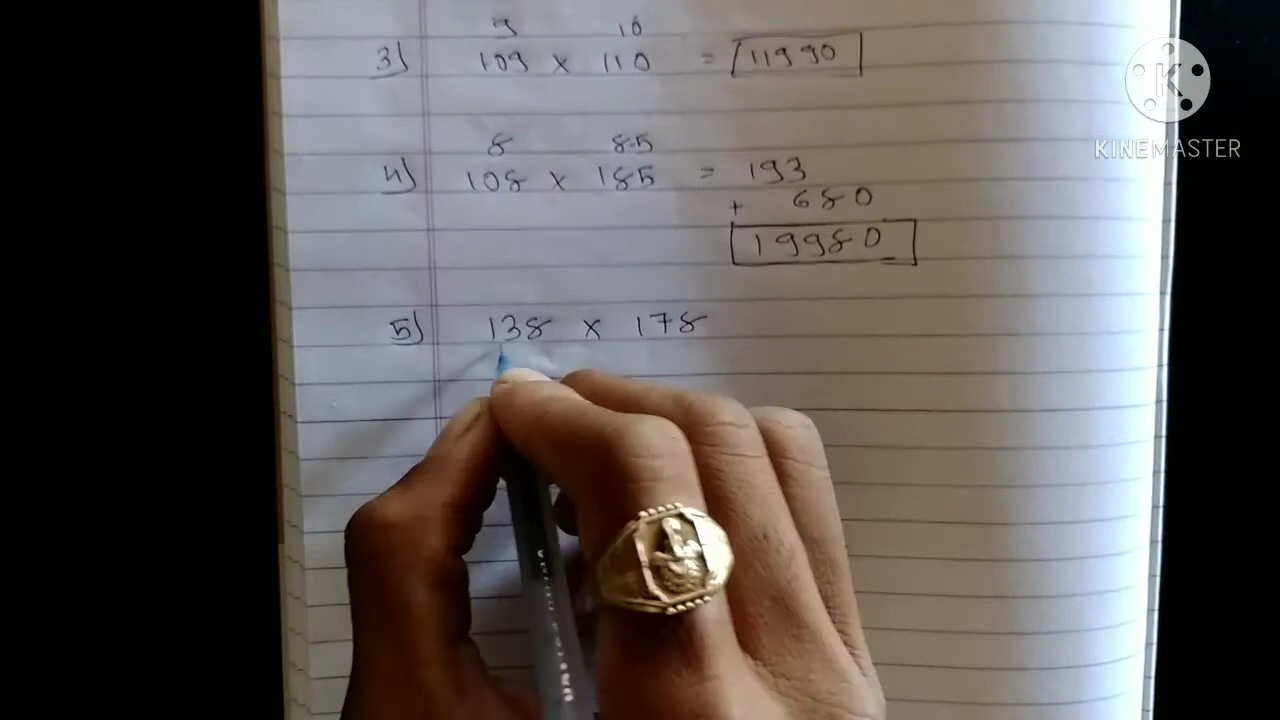 9 10
3) 109 x 110 = 11990
8 85
4) 108 x 185 = 193
+ 680
19980
5) 138 x 178
K
KINEMASTER